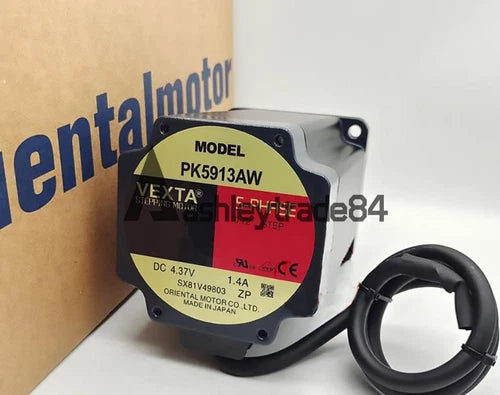 entalmotor
MODEL
PK5913AW
VEXTA®
STEPPING MOTOR
5-PHASE
STEP
Ashleytrade84
DC 4.37V
1.4A
SX81V49803
ZP
ORIENTAL MOTOR CO.,LTD.
MADE IN JAPAN